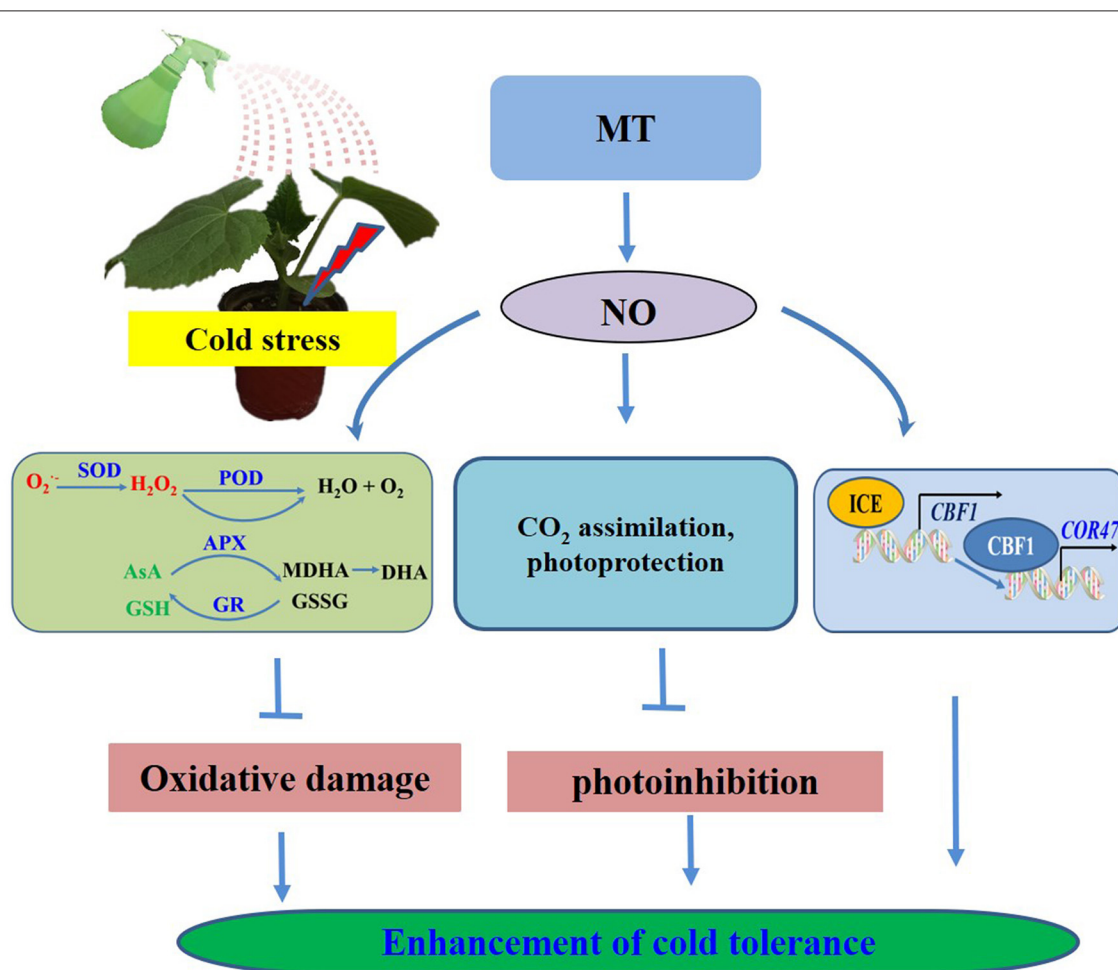 MT
NO
Cold stress
O₂·- SOD H₂O₂ POD H₂O + O₂
APX
AsA MDHA DHA
GSH GR GSSG
CO₂ assimilation,
photoprotection
ICE CBF1
CBF1 COR47
Oxidative damage
photoinhibition
Enhancement of cold tolerance